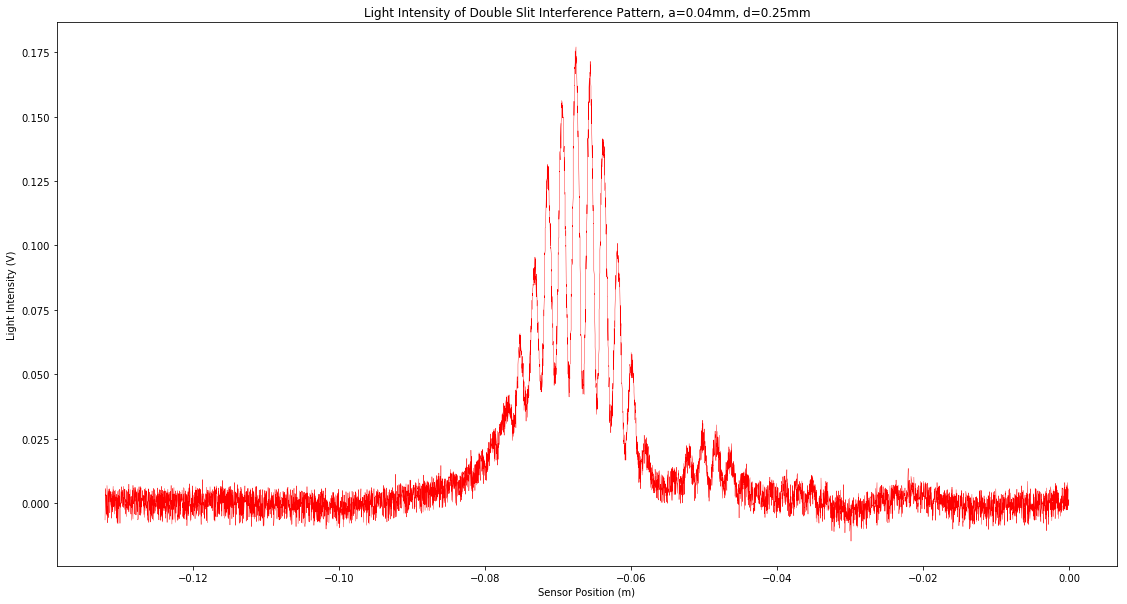 Light Intensity of Double Slit Interference Pattern, a=0.04mm, d=0.25mm
0.175
0.150
0.125
0.100
0.075
0.050
0.025
0.000
Light Intensity (V)
−0.12 −0.10 −0.08 −0.06 −0.04 −0.02 0.00
Sensor Position (m)